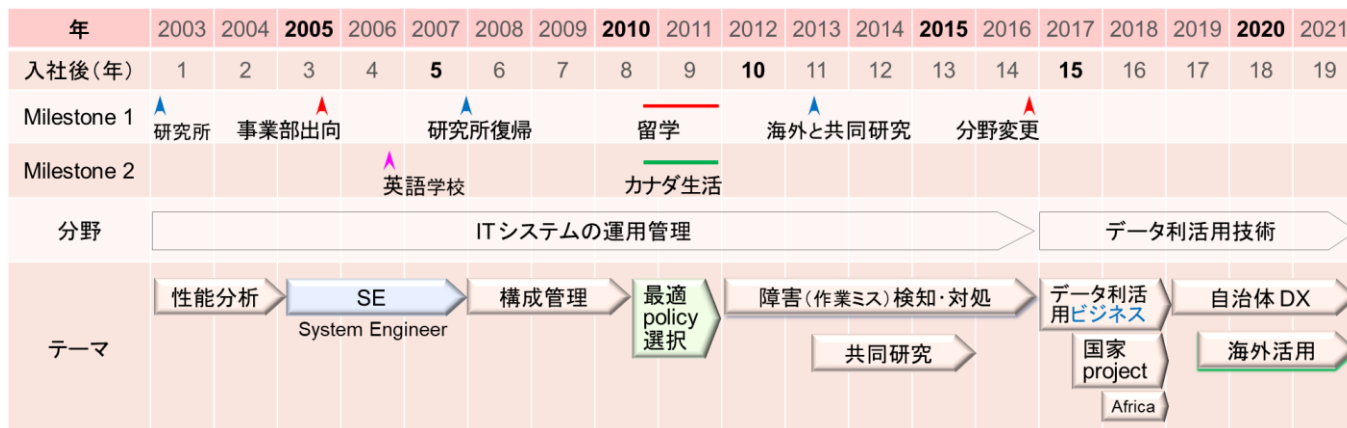 年 2003 2004 2005 2006 2007 2008 2009 2010 2011 2012 2013 2014 2015 2016 2017 2018 2019 2020 2021
入社後(年) 1 2 3 4 5 6 7 8 9 10 11 12 13 14 15 16 17 18 19
Milestone 1
研究所 事業部出向 研究所復帰 留学 海外と共同研究 分野変更
Milestone 2
英語学校 カナダ生活
分野 ITシステムの運用管理 データ利活用技術
テーマ
性能分析 SE 構成管理
System Engineer
最適
policy
選択
障害(作業ミス)検知・対処
共同研究
データ利活
用ビジネス
国家
project
Africa
自治体DX
海外活用